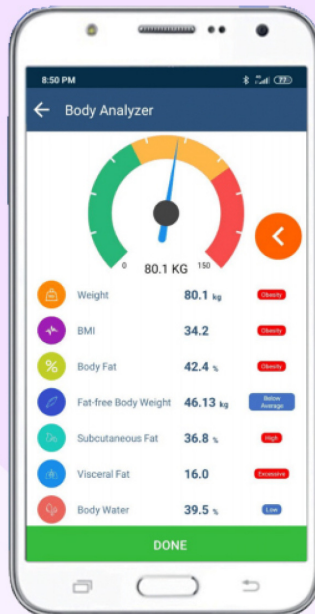 8:50 PM 77
Body Analyzer
0 80.1 KG 150
Weight 80.1 kg Obesity
BMI 34.2 Obesity
Body Fat 42.4 % Obesity
Fat-free Body Weight 46.13 kg Below Average
Subcutaneous Fat 36.8 % High
Visceral Fat 16.0 Excessive
Body Water 39.5 % Low
DONE